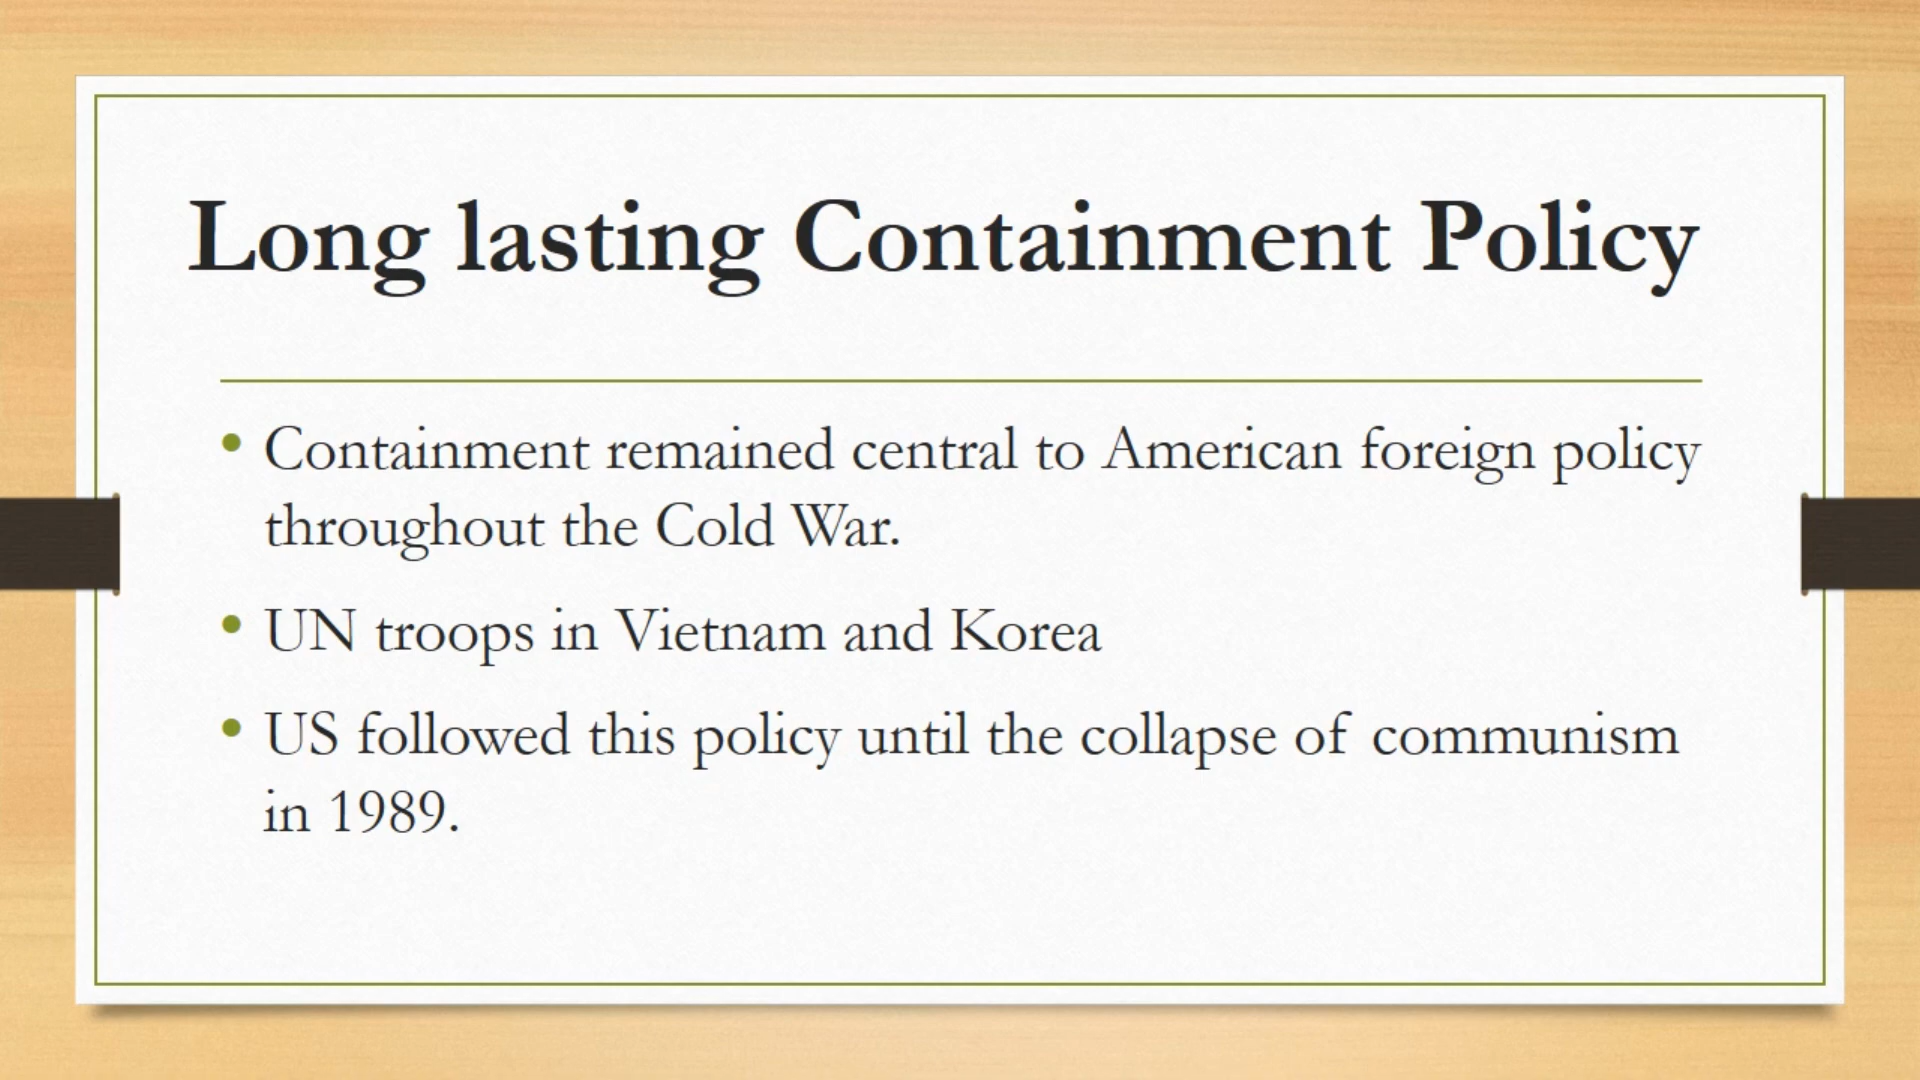 Long lasting Containment Policy
• Containment remained central to American foreign policy
throughout the Cold War.
• UN troops in Vietnam and Korea
• US followed this policy until the collapse of communism
in 1989.